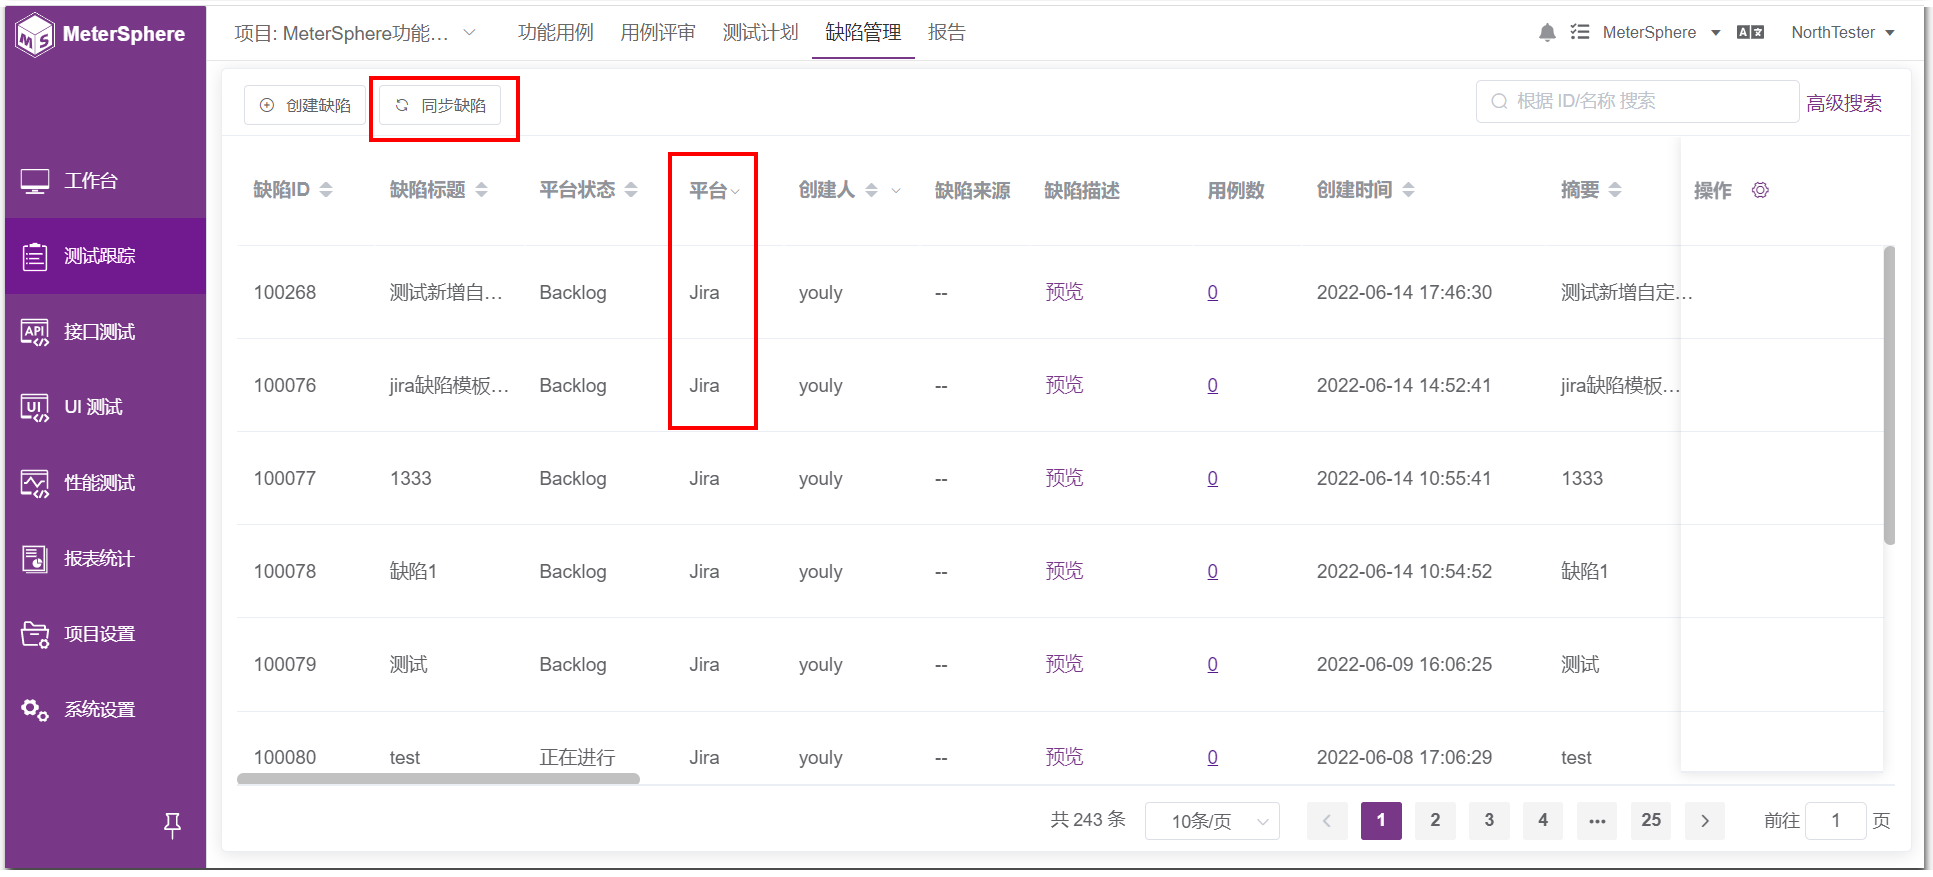 MeterSphere
项目: MeterSphere功能...
功能用例
用例评审
测试计划
缺陷管理
报告
MeterSphere
NorthTester
工作台
测试跟踪
接口测试
UI 测试
性能测试
报表统计
项目设置
系统设置
创建缺陷
同步缺陷
根据 ID/名称 搜索
高级搜索
缺陷ID 缺陷标题 平台状态 平台 创建人 缺陷来源 缺陷描述 用例数 创建时间 摘要 操作
100268 测试新增自... Backlog Jira youly -- 预览 0 2022-06-14 17:46:30 测试新增自定...
100076 jira缺陷模板... Backlog Jira youly -- 预览 0 2022-06-14 14:52:41 jira缺陷模板...
100077 1333 Backlog Jira youly -- 预览 0 2022-06-14 10:55:41 1333
100078 缺陷1 Backlog Jira youly -- 预览 0 2022-06-14 10:54:52 缺陷1
100079 测试 Backlog Jira youly -- 预览 0 2022-06-09 16:06:25 测试
100080 test 正在进行 Jira youly -- 预览 0 2022-06-08 17:06:29 test
共 243 条 10条/页 1 2 3 4 ... 25 前往 1 页